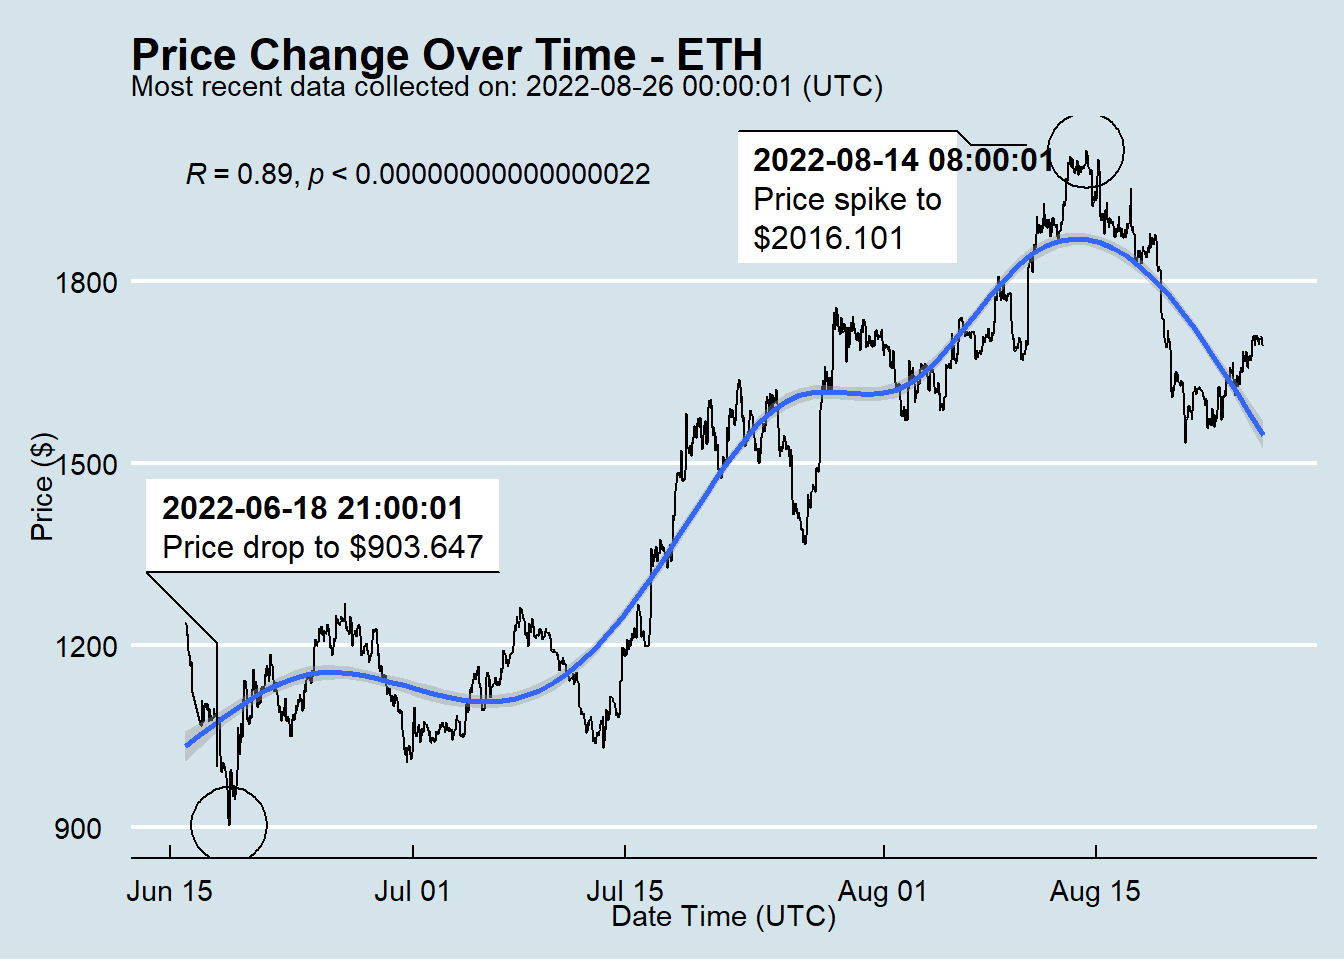 Price Change Over Time - ETH
Most recent data collected on: 2022-08-26 00:00:01 (UTC)
R = 0.89, p < 0.00000000000000022
2022-08-14 08:00:01
Price spike to
$2016.101
2022-06-18 21:00:01
Price drop to $903.647
Price ($)
1800
1500
1200
900
Jun 15 Jul 01 Jul 15 Aug 01 Aug 15
Date Time (UTC)